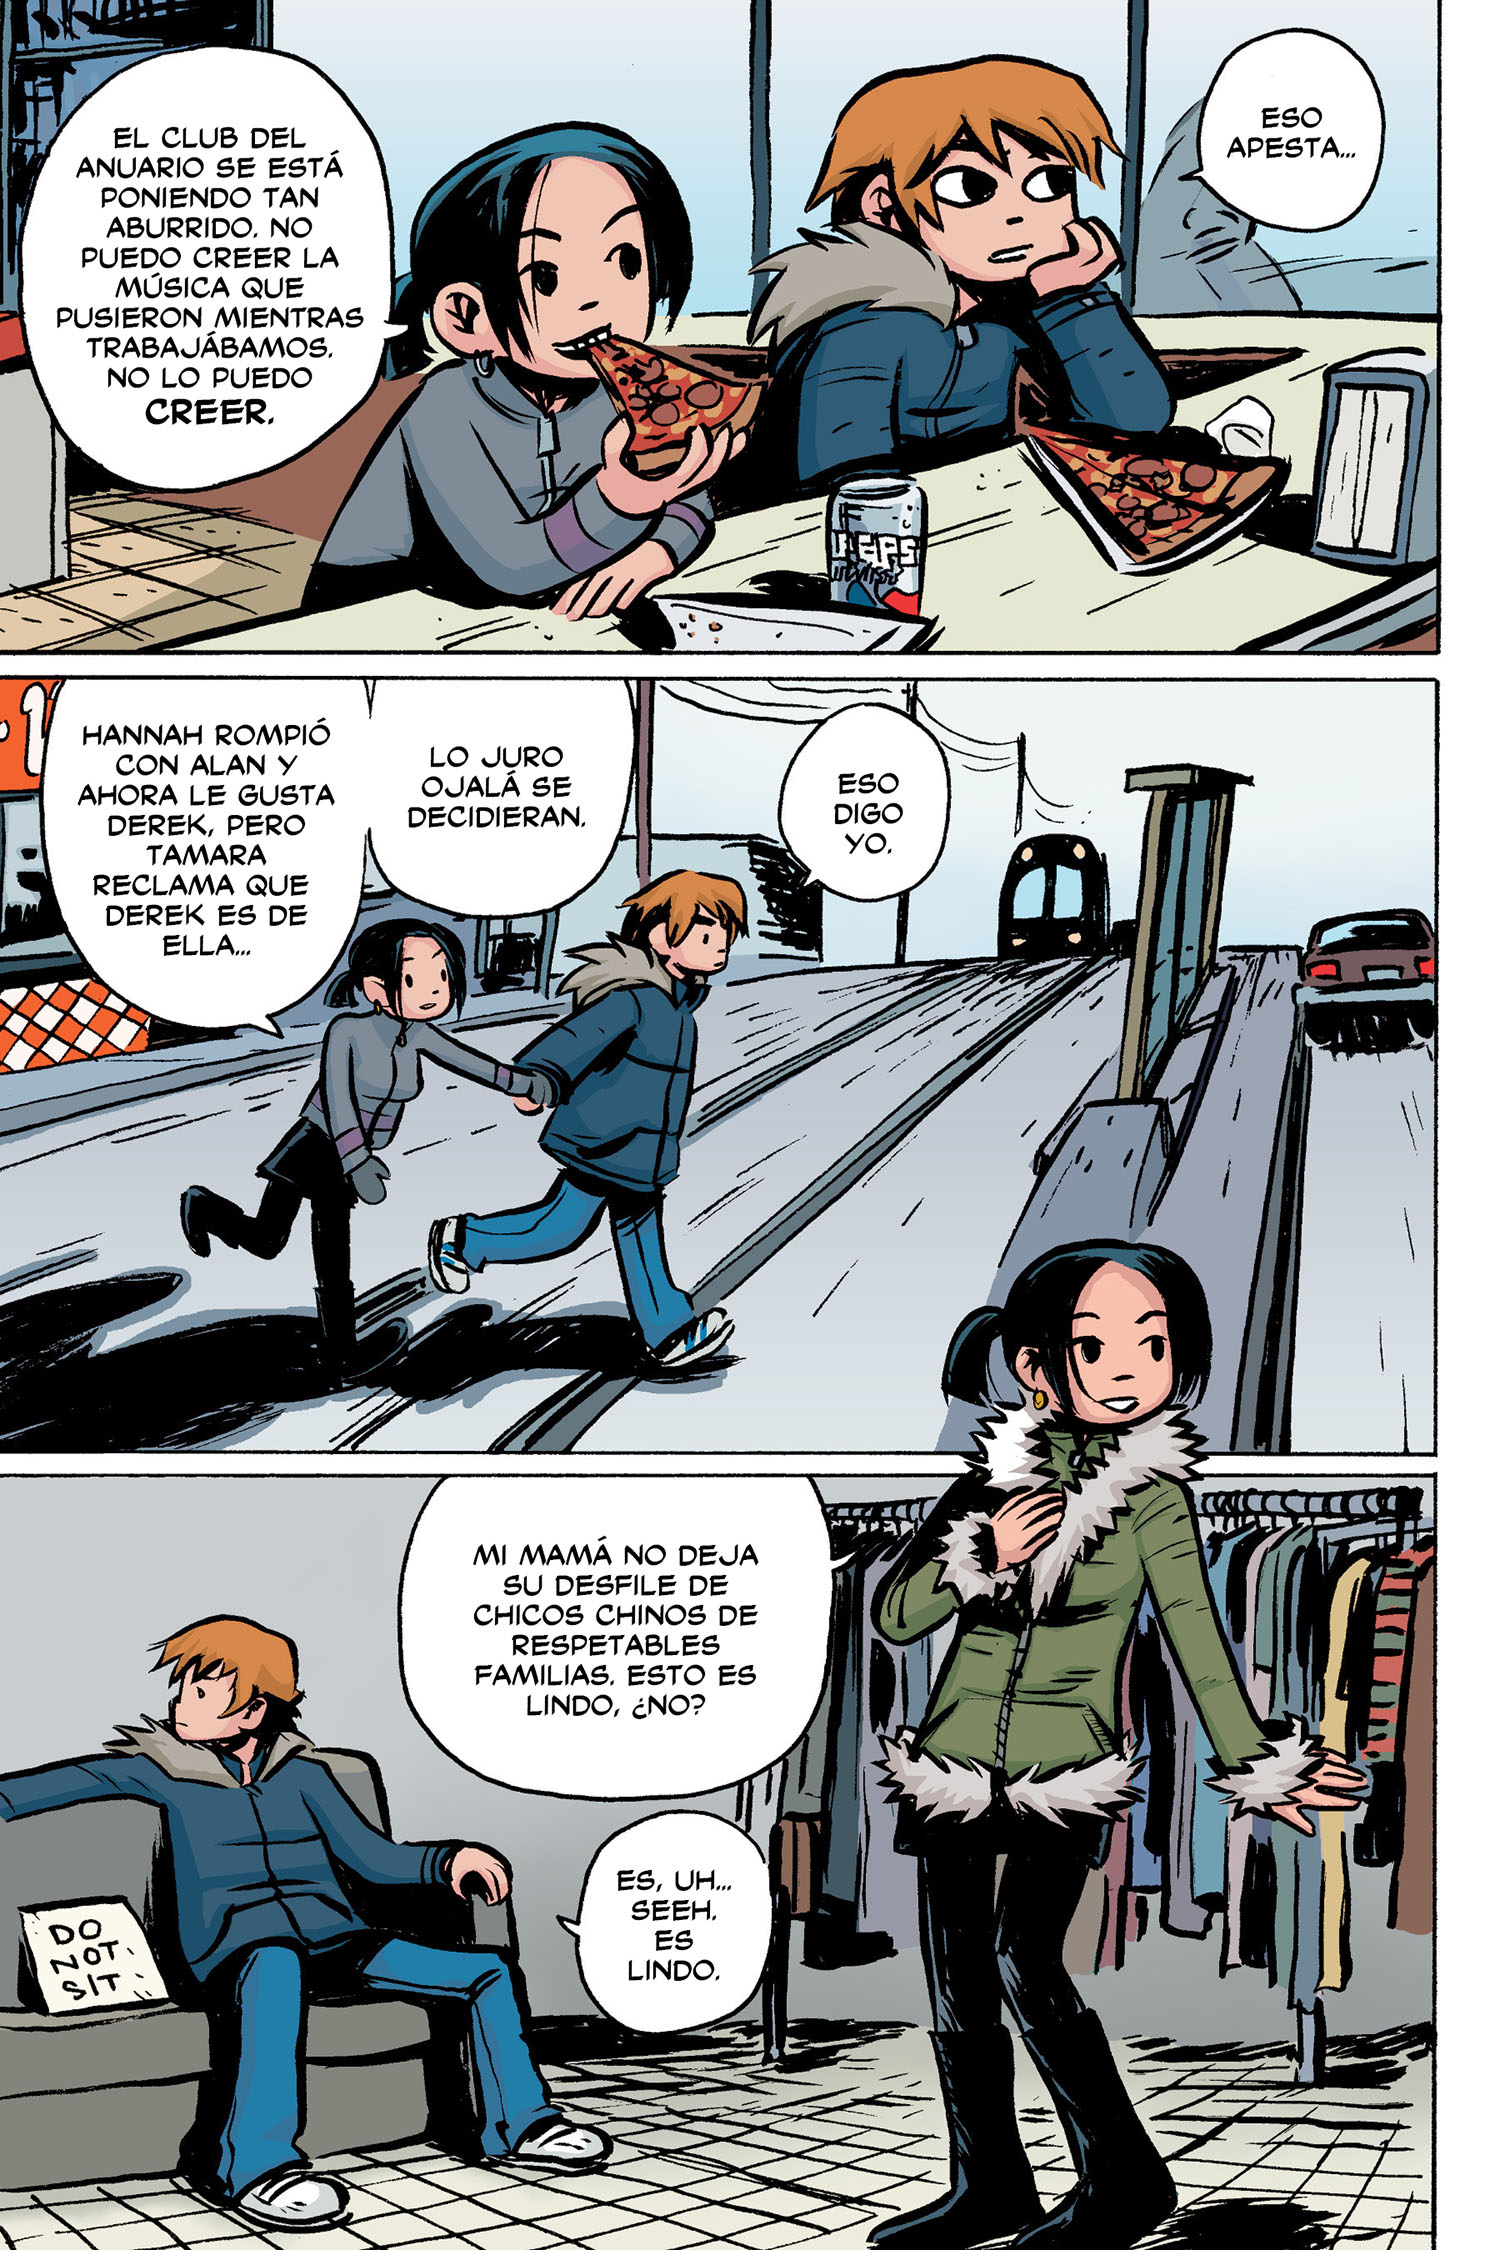 EL CLUB DEL
ANUARIO SE ESTÁ
PONIENDO TAN
ABURRIDO. NO
PUEDO CREER LA
MÚSICA QUE
PUSIERON MIENTRAS
TRABAJÁBAMOS.
NO LO PUEDO
CREER.
ESO
APESTA...
HANNAH ROMPIÓ
CON ALAN Y
AHORA LE GUSTA
DEREK, PERO
TAMARA
RECLAMA QUE
DEREK ES DE
ELLA...
LO JURO
OJALÁ SE
DECIDIERAN.
ESO
DIGO
YO.
MI MAMÁ NO DEJA
SU DESFILE DE
CHICOS CHINOS DE
RESPETABLES
FAMILIAS. ESTO ES
LINDO, ¿NO?
ES, UH...
SEEH.
ES
LINDO.
DO
NOT
SIT